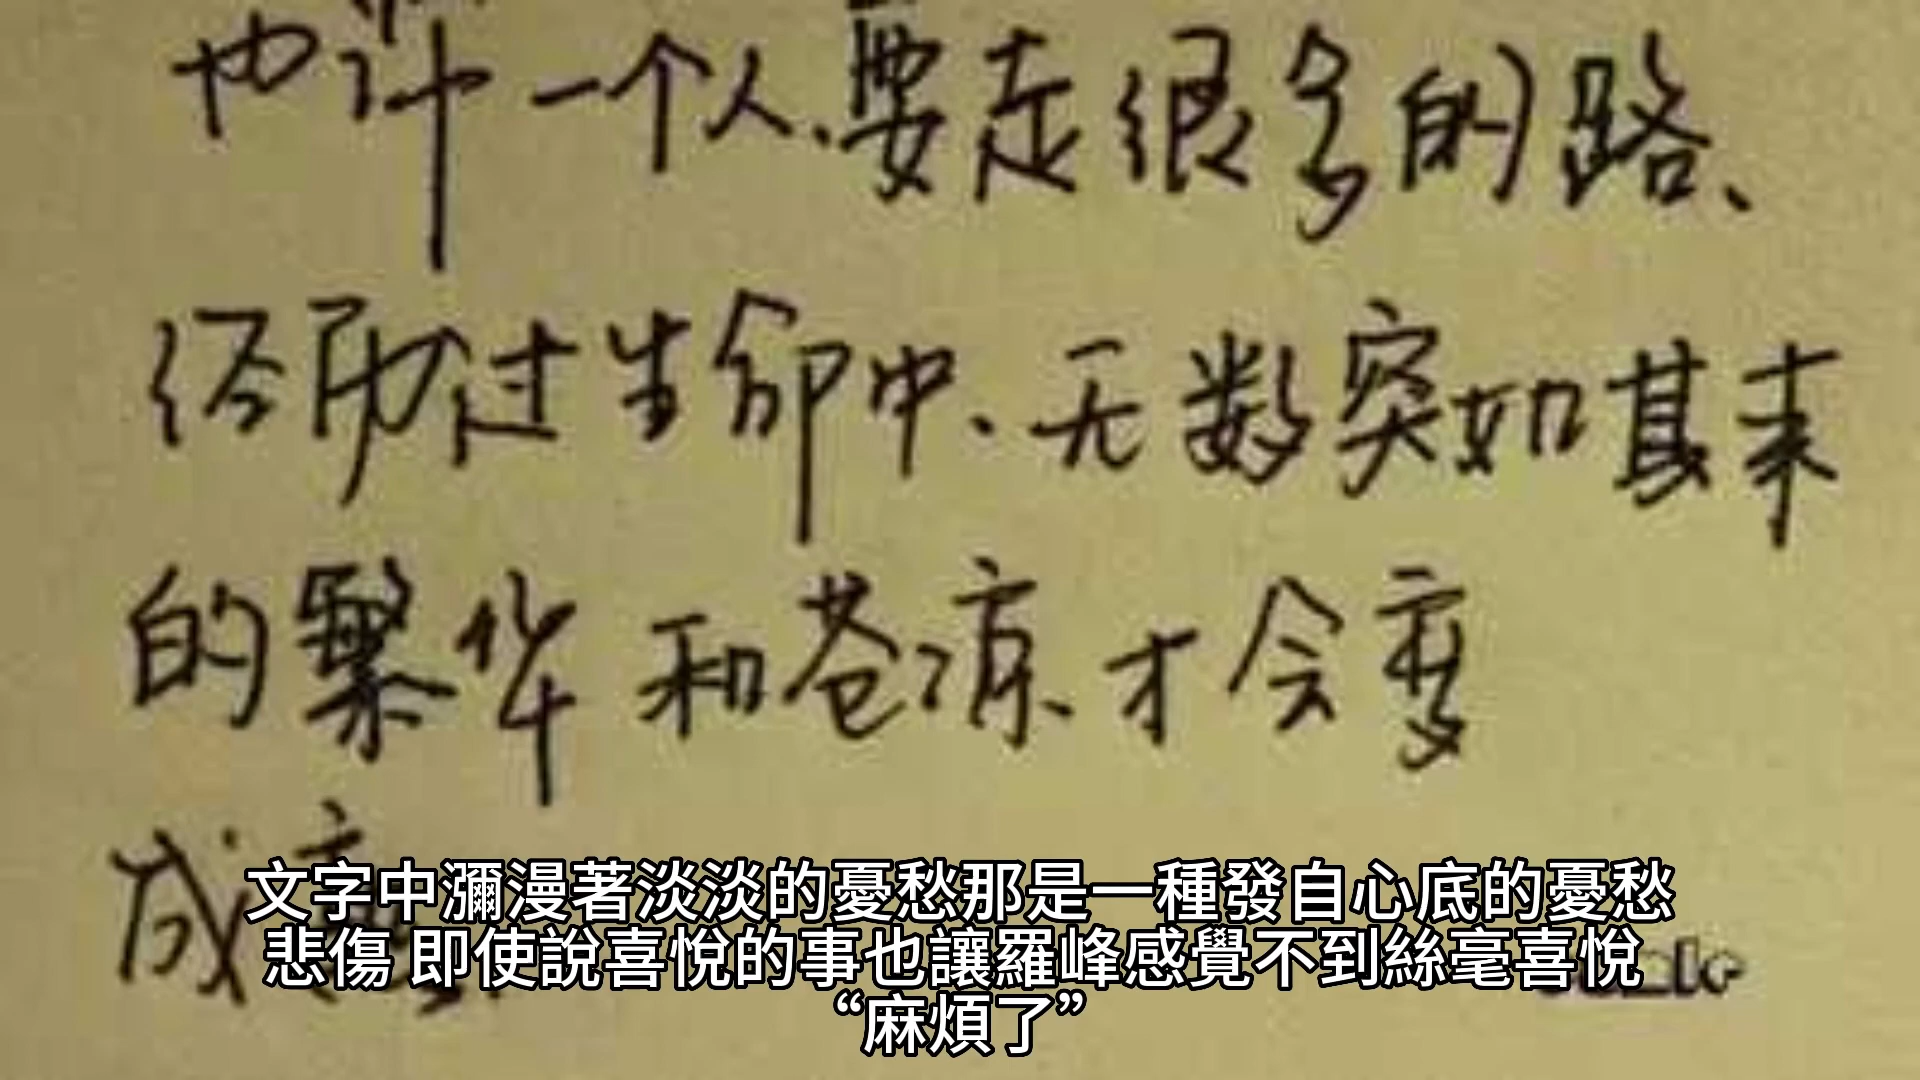 也许一个人、要走很多的路、
经历过生命中、无数突如其来
的繁华和苍凉、才会变
成
文字中瀰漫著淡淡的憂愁那是一種發自心底的憂愁
悲傷 即使說喜悅的事也讓羅峰感覺不到絲毫喜悅
“麻煩了”